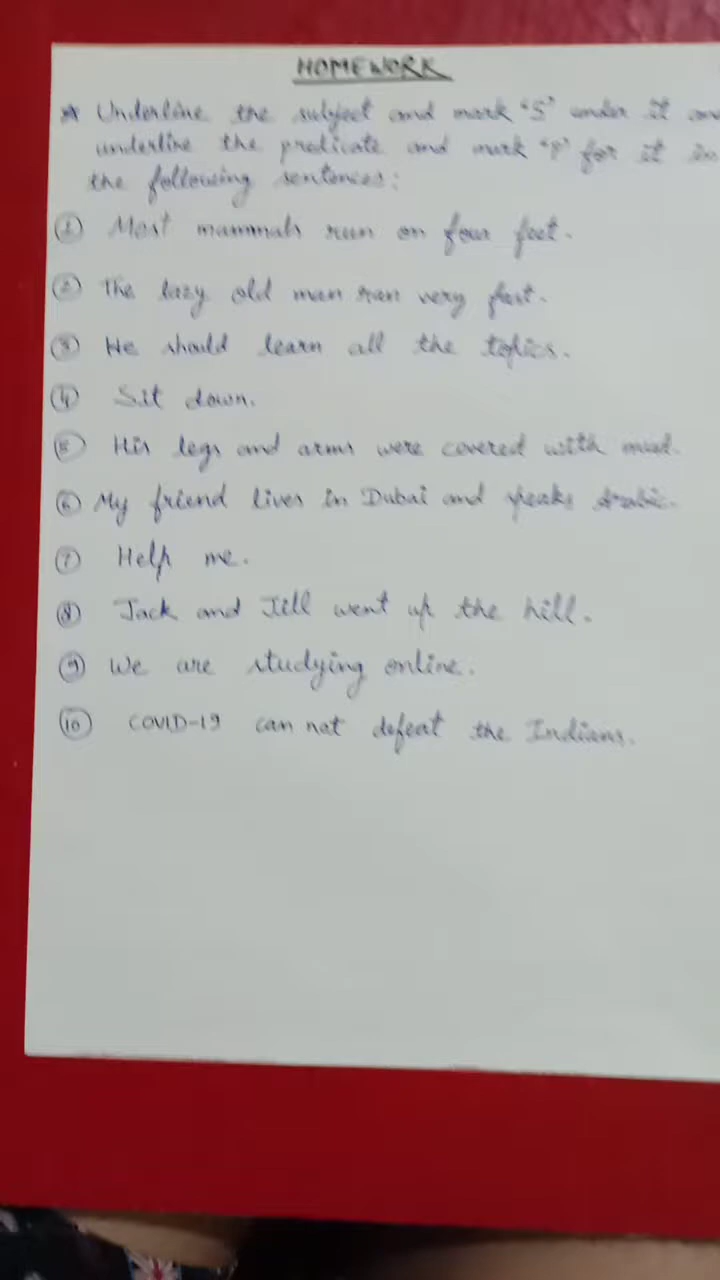 HOMEWORK
* Underline the subject and mark 'S' under it and
underline the predicate and mark 'P' for it in
the following sentences:
① Most mammals run on four feet.
② The lazy old man ran very fast.
③ He should learn all the topics.
④ Sit down.
⑤ His legs and arms were covered with mud.
⑥ My friend lives in Dubai and speaks Arabic.
⑦ Help me.
⑧ Jack and Jill went up the hill.
⑨ We are studying online.
⑩ COVID-19 can not defeat the Indians.